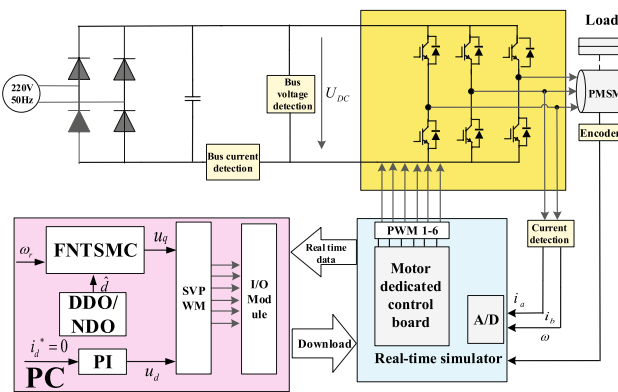 Load
220V
50Hz
Bus
voltage
detection
U_DC
PMSM
Encoder
Bus current
detection
PWM 1-6
Current
detection
ω_r
FNTSMC
u_q
d̂
DDO/
NDO
SVP
WM
I/O
Mod
ule
Real time
data
Motor
dedicated
control
board
A/D
i_a
i_b
ω
i_d* =0
PI
u_d
PC
Download
Real-time simulator